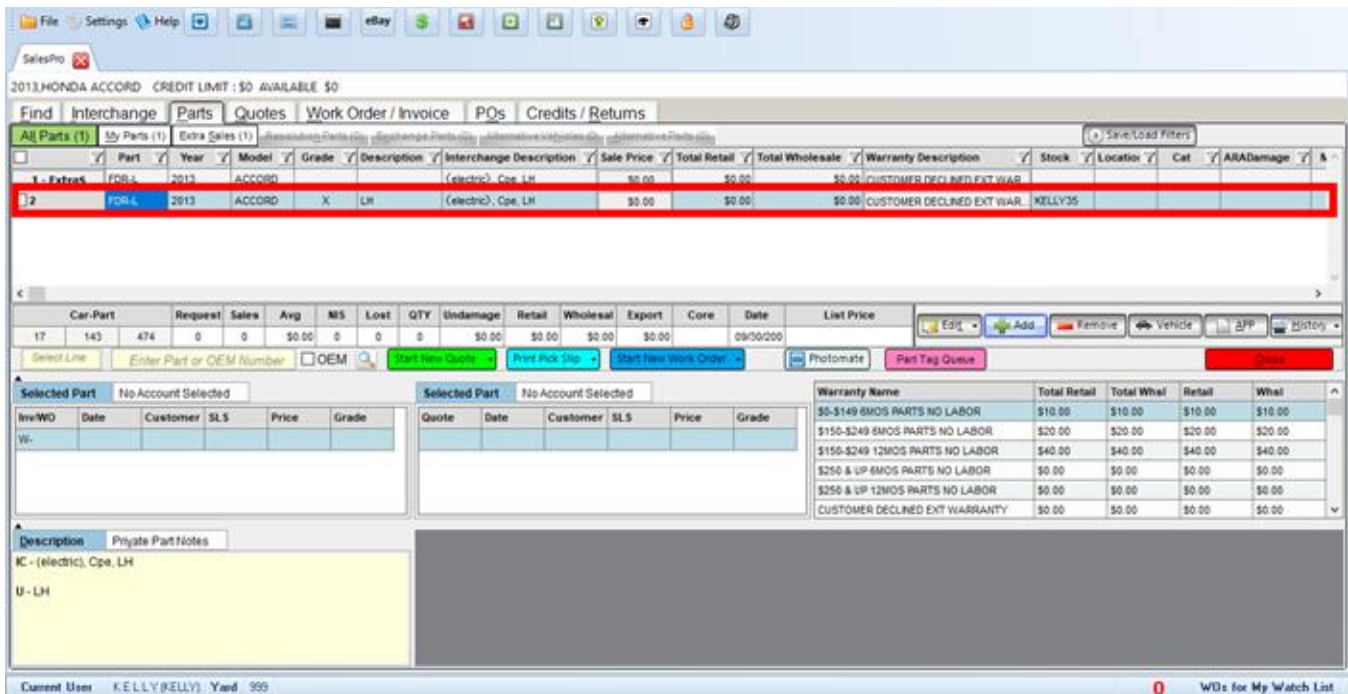 File Settings Help eBay $
SalesPro
2013,HONDA ACCORD CREDIT LIMIT : $0 AVAILABLE $0
Find Interchange Parts Quotes Work Order / Invoice POs Credits / Returns
All Parts (1) My Parts (1) Extra Sales (1) Resolution Parts (0) Exchange Parts (0) Alternative Vehicles (0) Alternative Parts (0) Save/Load Filters
Part Year Model Grade Description Interchange Description Sale Price Total Retail Total Wholesale Warranty Description Stock Location Cat ARADamage
1 - Extras FDR-L 2013 ACCORD (electric), Cpe, LH $0.00 $0.00 $0.00 CUSTOMER DECLINED EXT WAR...
2 FDR-L 2013 ACCORD X LH (electric), Cpe, LH $0.00 $0.00 $0.00 CUSTOMER DECLINED EXT WAR... KELLY35
Car-Part Request Sales Avg NIS Lost QTY Undamage Retail Wholesal Export Core Date List Price
17 143 474 0 0 $0.00 0 0 0 $0.00 $0.00 $0.00 $0.00 09/30/200
Edit Add Remove Vehicle APP History
Select Line Enter Part or OEM Number OEM Start New Quote Print Pick Slip Start New Work Order Photomate Part Tag Queue Close
Selected Part No Account Selected Selected Part No Account Selected
Inv/WO Date Customer SLS Price Grade Quote Date Customer SLS Price Grade
W-
Warranty Name Total Retail Total Whsl Retail Whsl
$0-$149 6MOS PARTS NO LABOR $10.00 $10.00 $10.00 $10.00
$150-$249 6MOS PARTS NO LABOR $20.00 $20.00 $20.00 $20.00
$150-$249 12MOS PARTS NO LABOR $40.00 $40.00 $40.00 $40.00
$250 & UP 6MOS PARTS NO LABOR $0.00 $0.00 $0.00 $0.00
$250 & UP 12MOS PARTS NO LABOR $0.00 $0.00 $0.00 $0.00
CUSTOMER DECLINED EXT WARRANTY $0.00 $0.00 $0.00 $0.00
Description Private Part Notes
IC - (electric), Cpe, LH
U - LH
Current User KELLY(KELLY) Yard 999 0 WOs for My Watch List